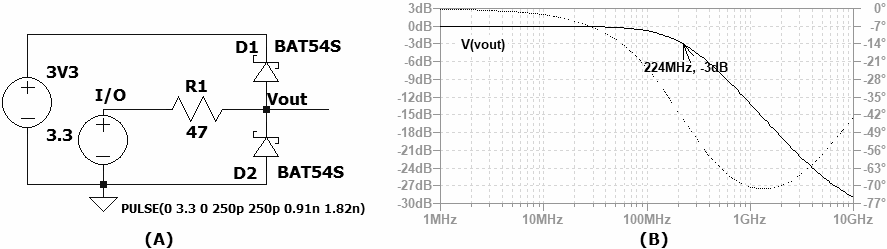 D1
BAT54S
3V3
I/O
R1
Vout
3.3
47
D2
BAT54S
PULSE(0 3.3 0 250p 250p 0.91n 1.82n)
(A)
3dB
0dB
-3dB
-6dB
-9dB
-12dB
-15dB
-18dB
-21dB
-24dB
-27dB
-30dB
V(vout)
224MHz, -3dB
0°
-7°
-14°
-21°
-28°
-35°
-42°
-49°
-56°
-63°
-70°
-77°
1MHz
10MHz
100MHz
1GHz
10GHz
(B)